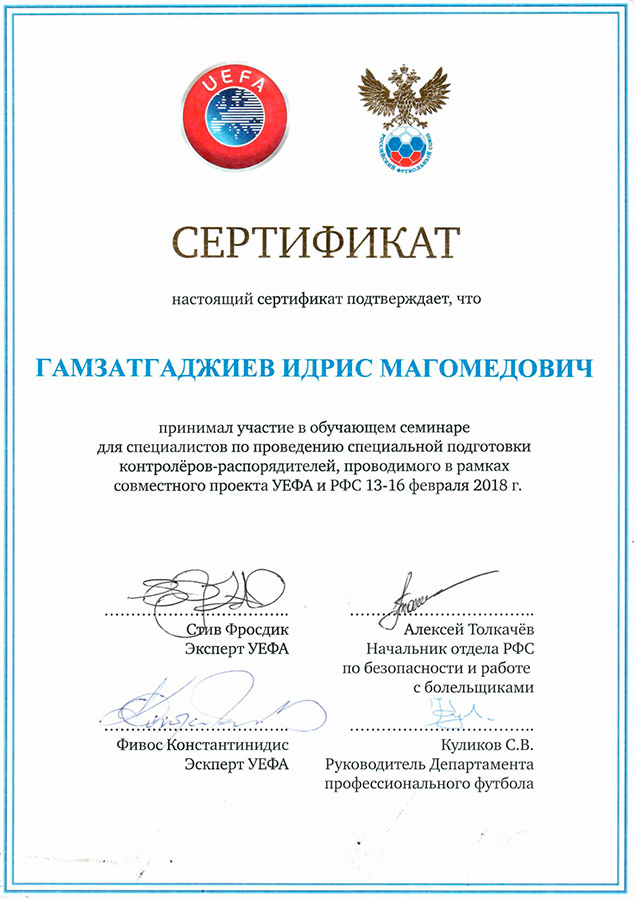 UEFA
РОССИЙСКИЙ ФУТБОЛЬНЫЙ СОЮЗ
СЕРТИФИКАТ
настоящий сертификат подтверждает, что
ГАМЗАТГАДЖИЕВ ИДРИС МАГОМЕДОВИЧ
принимал участие в обучающем семинаре
для специалистов по проведению специальной подготовки
контролёров-распорядителей, проводимого в рамках
совместного проекта УЕФА и РФС 13-16 февраля 2018 г.
Стив Фросдик
Эксперт УЕФА
Алексей Толкачёв
Начальник отдела РФС
по безопасности и работе
с болельщиками
Фивос Константинидис
Эскперт УЕФА
Куликов С.В.
Руководитель Департамента
профессионального футбола